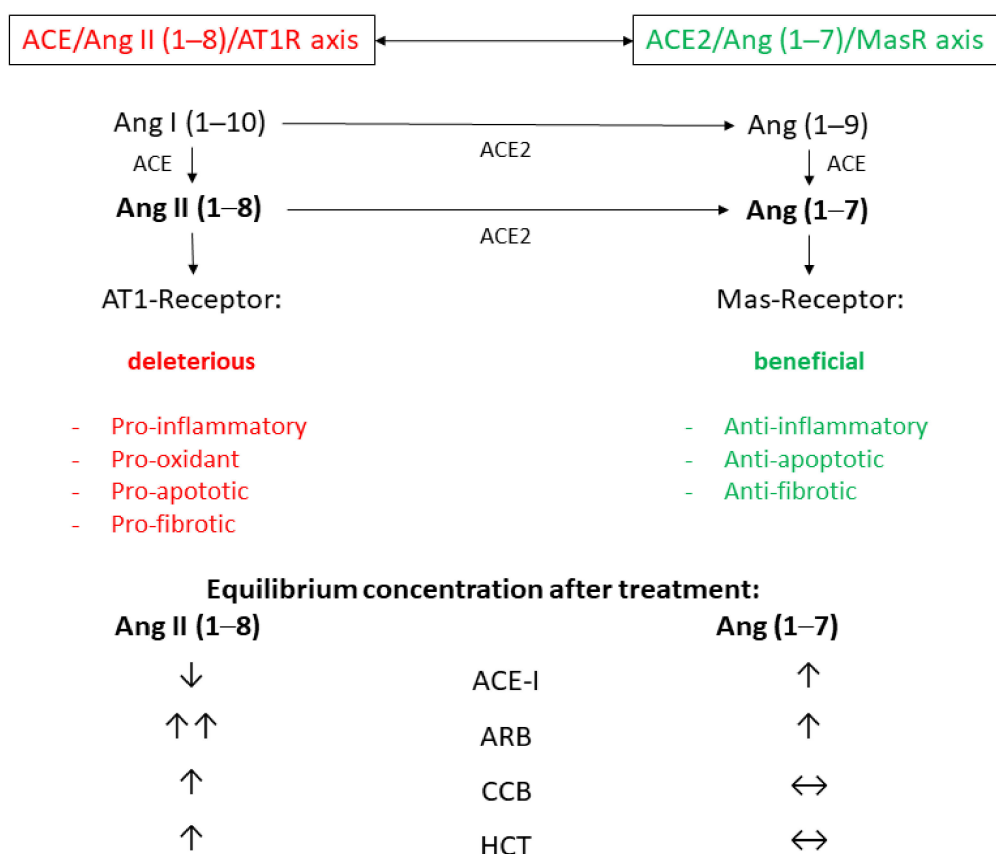 ACE/Ang II (1–8)/AT1R axis ACE2/Ang (1–7)/MasR axis
Ang I (1–10) Ang (1–9)
ACE2
ACE ACE
Ang II (1–8) Ang (1–7)
ACE2
AT1-Receptor: Mas-Receptor:
deleterious beneficial
- Pro-inflammatory - Anti-inflammatory
- Pro-oxidant - Anti-apoptotic
- Pro-apototic - Anti-fibrotic
- Pro-fibrotic
Equilibrium concentration after treatment:
Ang II (1–8) Ang (1–7)
↓ ACE-I ↑
↑↑ ARB ↑
↑ CCB ↔
↑ HCT ↔